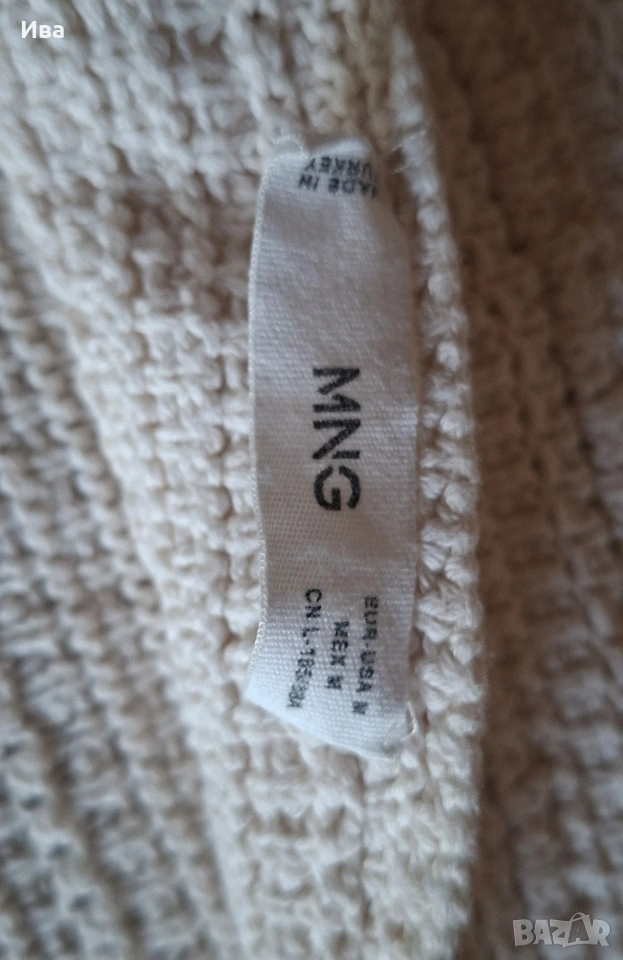 Ива
MADE IN
TURKEY
MNG
EUR-USA M
MEX M
BAZAR